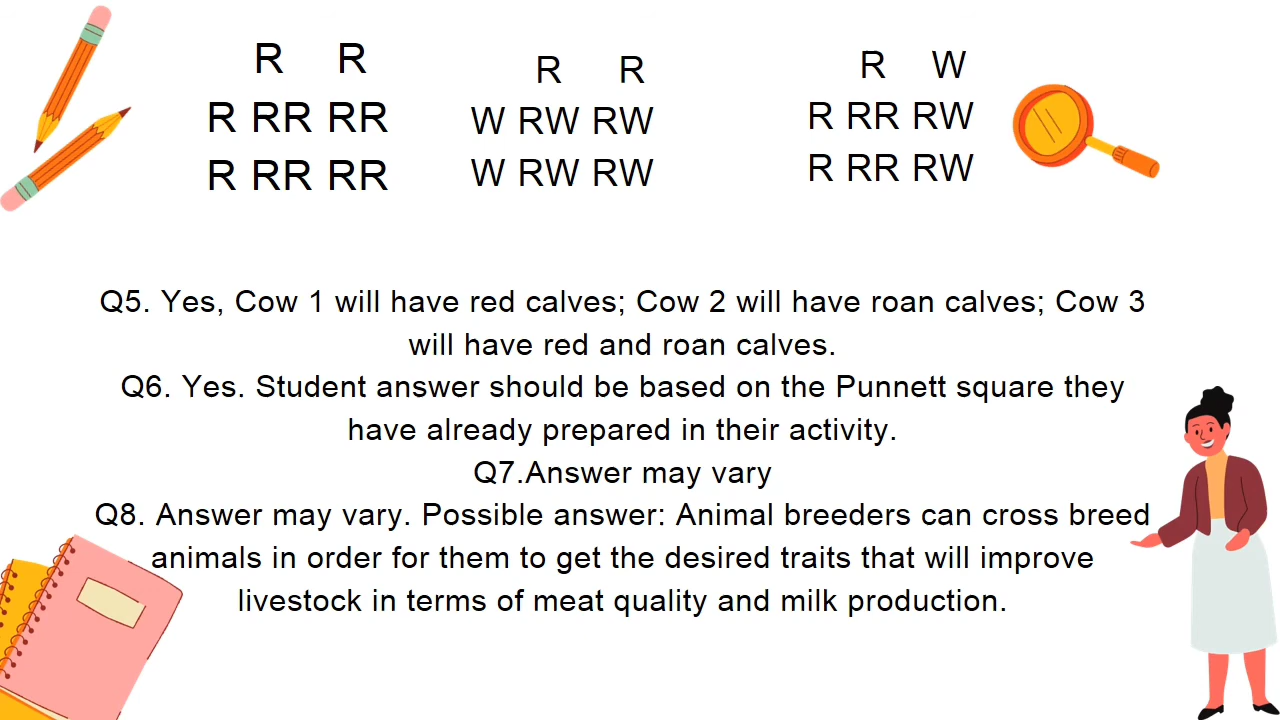 R R
R RR RR
R RR RR
R R
W RW RW
W RW RW
R W
R RR RW
R RR RW
Q5. Yes, Cow 1 will have red calves; Cow 2 will have roan calves; Cow 3
will have red and roan calves.
Q6. Yes. Student answer should be based on the Punnett square they
have already prepared in their activity.
Q7.Answer may vary
Q8. Answer may vary. Possible answer: Animal breeders can cross breed
animals in order for them to get the desired traits that will improve
livestock in terms of meat quality and milk production.